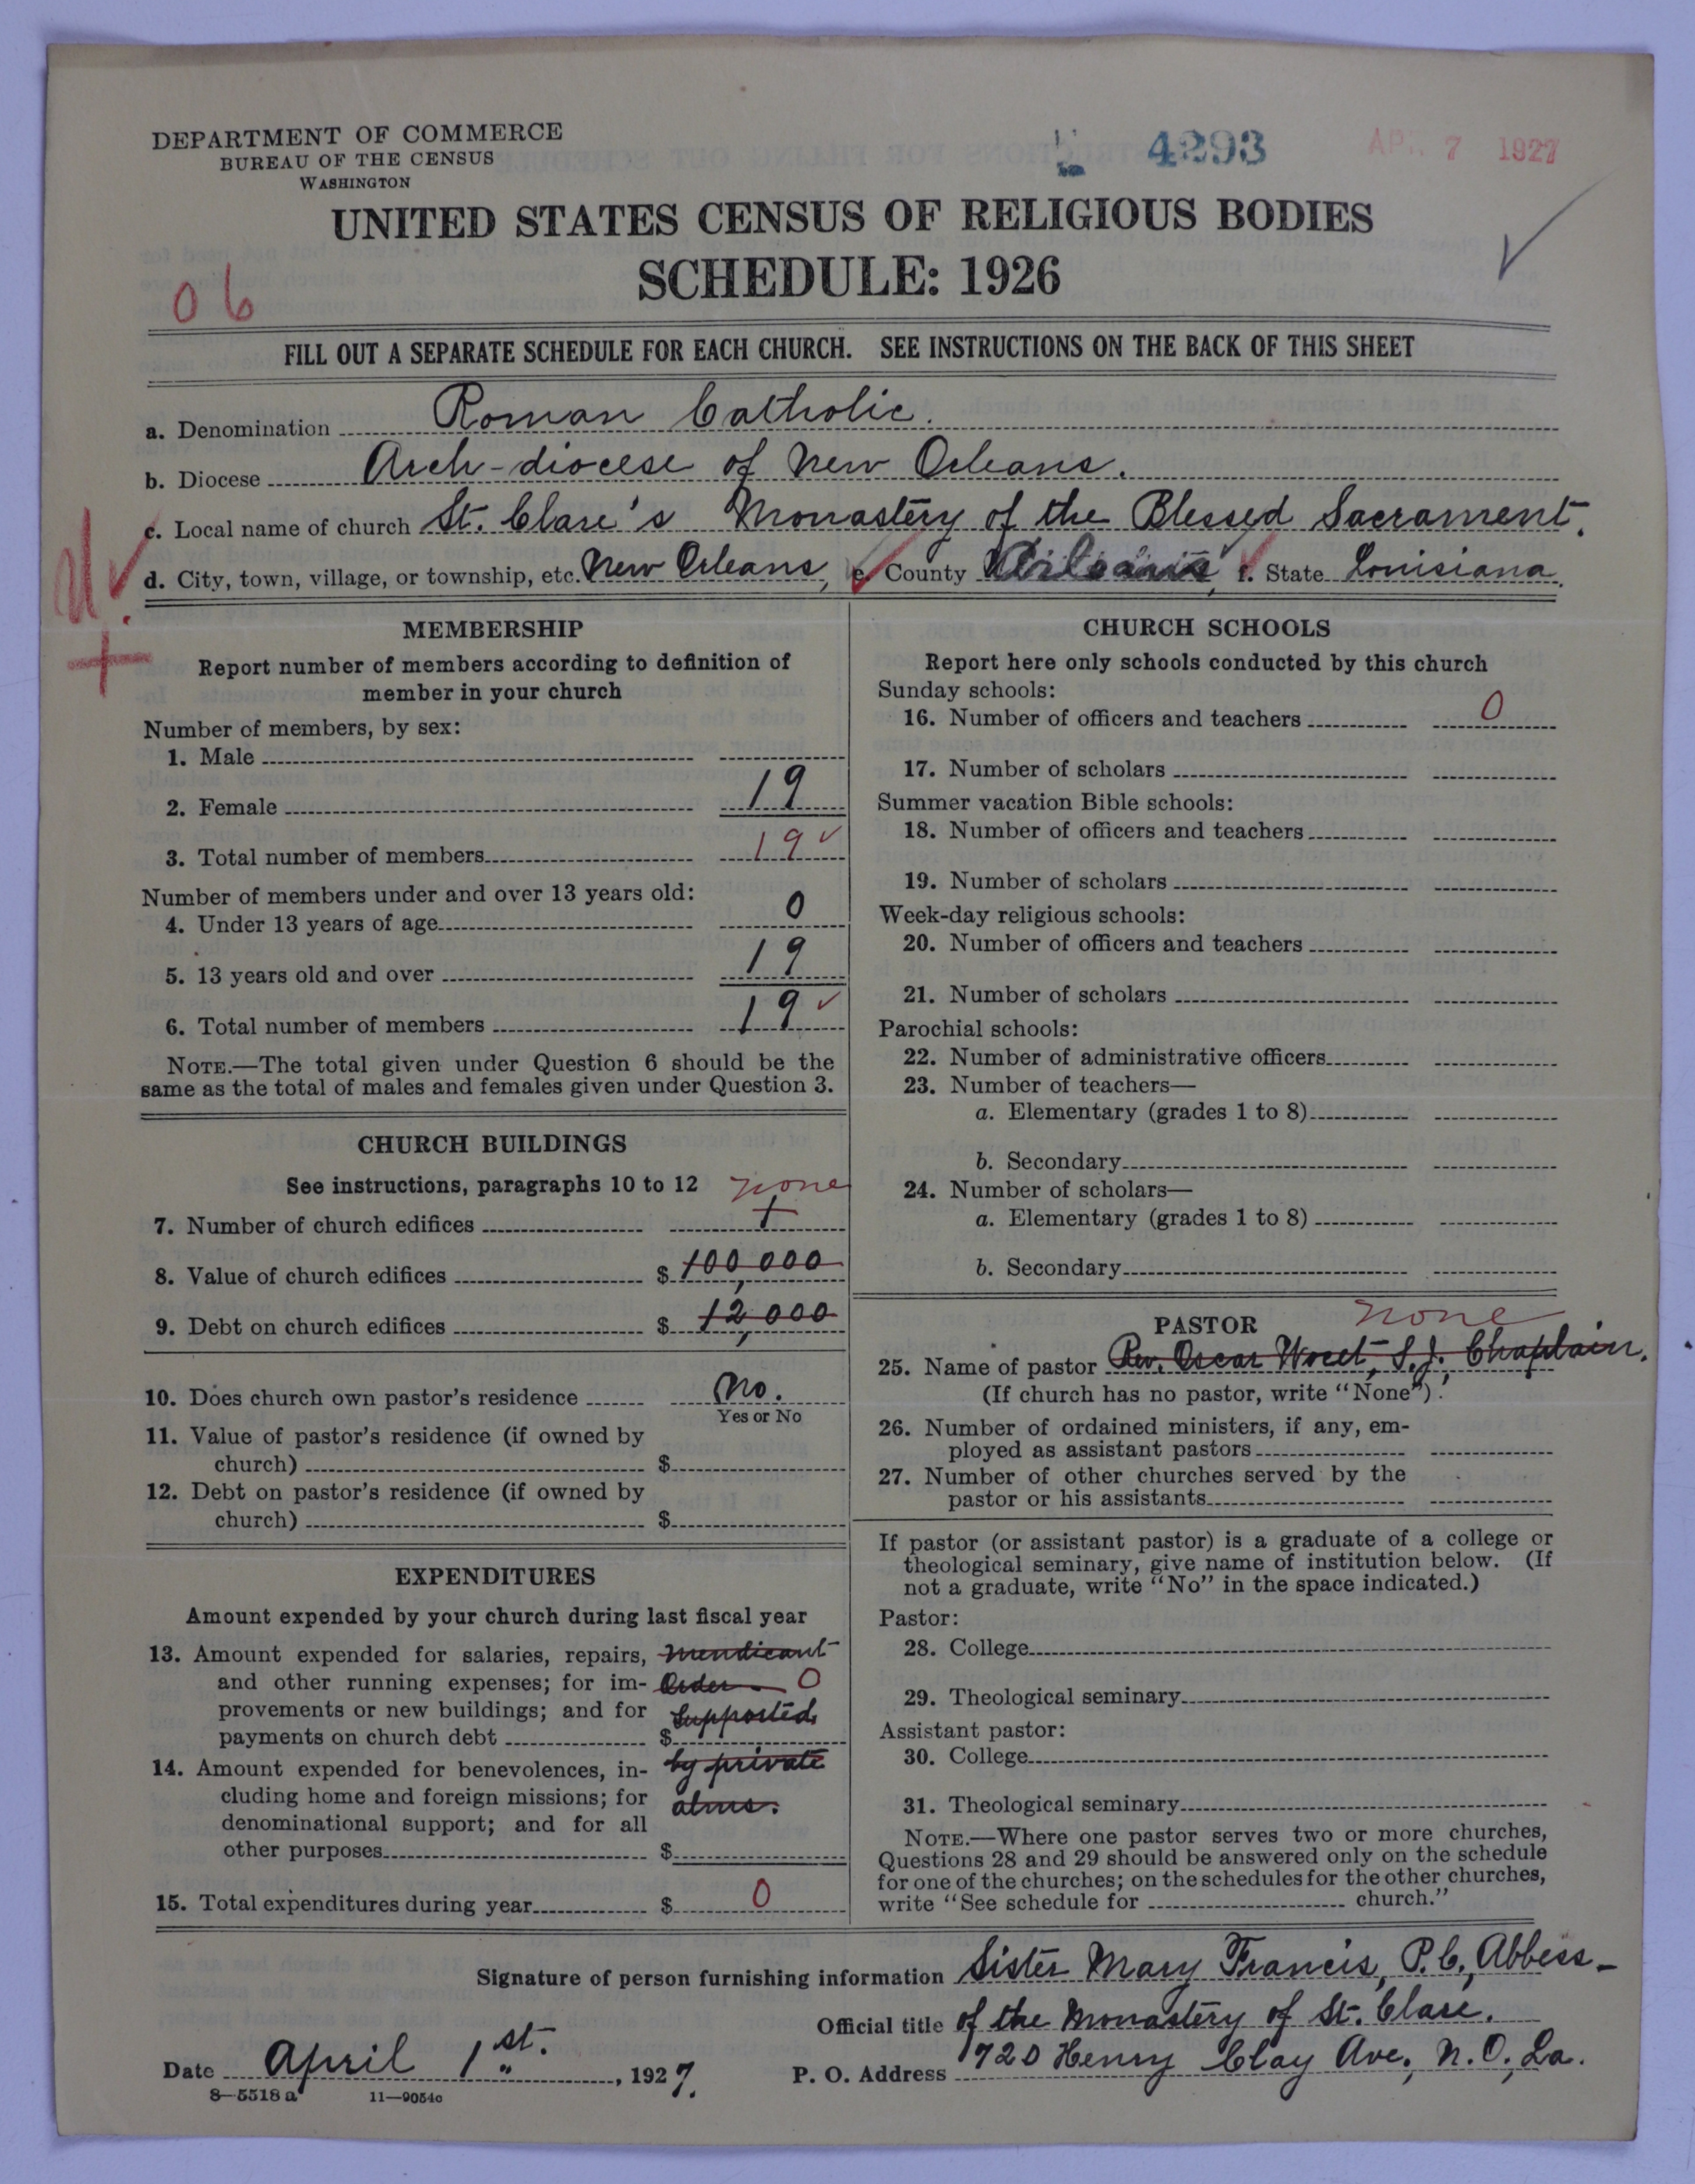 DEPARTMENT OF COMMERCE
BUREAU OF THE CENSUS
WASHINGTON
4293
APR. 7 1927
UNITED STATES CENSUS OF RELIGIOUS BODIES
SCHEDULE: 1926
06
FILL OUT A SEPARATE SCHEDULE FOR EACH CHURCH. SEE INSTRUCTIONS ON THE BACK OF THIS SHEET
a. Denomination Roman Catholic.
b. Diocese Arch-diocese of New Orleans.
c. Local name of church St. Clare's Monastery of the Blessed Sacrament.
d. City, town, village, or township, etc. New Orleans, e. County Orleans, f. State Louisiana
MEMBERSHIP
Report number of members according to definition of
member in your church
Number of members, by sex:
1. Male
2. Female 19
3. Total number of members 19 ✓
Number of members under and over 13 years old:
4. Under 13 years of age 0
5. 13 years old and over 19
6. Total number of members 19 ✓
NOTE.—The total given under Question 6 should be the
same as the total of males and females given under Question 3.
CHURCH BUILDINGS
See instructions, paragraphs 10 to 12 none
7. Number of church edifices 1
8. Value of church edifices $ 100,000
9. Debt on church edifices $ 12,000
10. Does church own pastor's residence No.
Yes or No
11. Value of pastor's residence (if owned by
church) $
12. Debt on pastor's residence (if owned by
church) $
EXPENDITURES
Amount expended by your church during last fiscal year
13. Amount expended for salaries, repairs, Mendicant
and other running expenses; for im- Order - 0
provements or new buildings; and for Supported
payments on church debt $
14. Amount expended for benevolences, in- by private
cluding home and foreign missions; for alms.
denominational support; and for all
other purposes $
15. Total expenditures during year $ 0
CHURCH SCHOOLS
Report here only schools conducted by this church
Sunday schools:
16. Number of officers and teachers 0
17. Number of scholars
Summer vacation Bible schools:
18. Number of officers and teachers
19. Number of scholars
Week-day religious schools:
20. Number of officers and teachers
21. Number of scholars
Parochial schools:
22. Number of administrative officers
23. Number of teachers—
a. Elementary (grades 1 to 8)
b. Secondary
24. Number of scholars—
a. Elementary (grades 1 to 8)
b. Secondary
PASTOR none
25. Name of pastor Rev. Oscar S.J. Chaplain.
(If church has no pastor, write "None").
26. Number of ordained ministers, if any, em-
ployed as assistant pastors
27. Number of other churches served by the
pastor or his assistants
If pastor (or assistant pastor) is a graduate of a college or
theological seminary, give name of institution below. (If
not a graduate, write "No" in the space indicated.)
Pastor:
28. College
29. Theological seminary
Assistant pastor:
30. College
31. Theological seminary
NOTE.—Where one pastor serves two or more churches,
Questions 28 and 29 should be answered only on the schedule
for one of the churches; on the schedules for the other churches,
write "See schedule for church."
Signature of person furnishing information Sister Mary Francis, P.C., Abbess-
Official title of the Monastery of St. Clare.
Date April 1st., 1927. P. O. Address 720 Henry Clay Ave., N.O., La.
8—5518 a 11—9054c